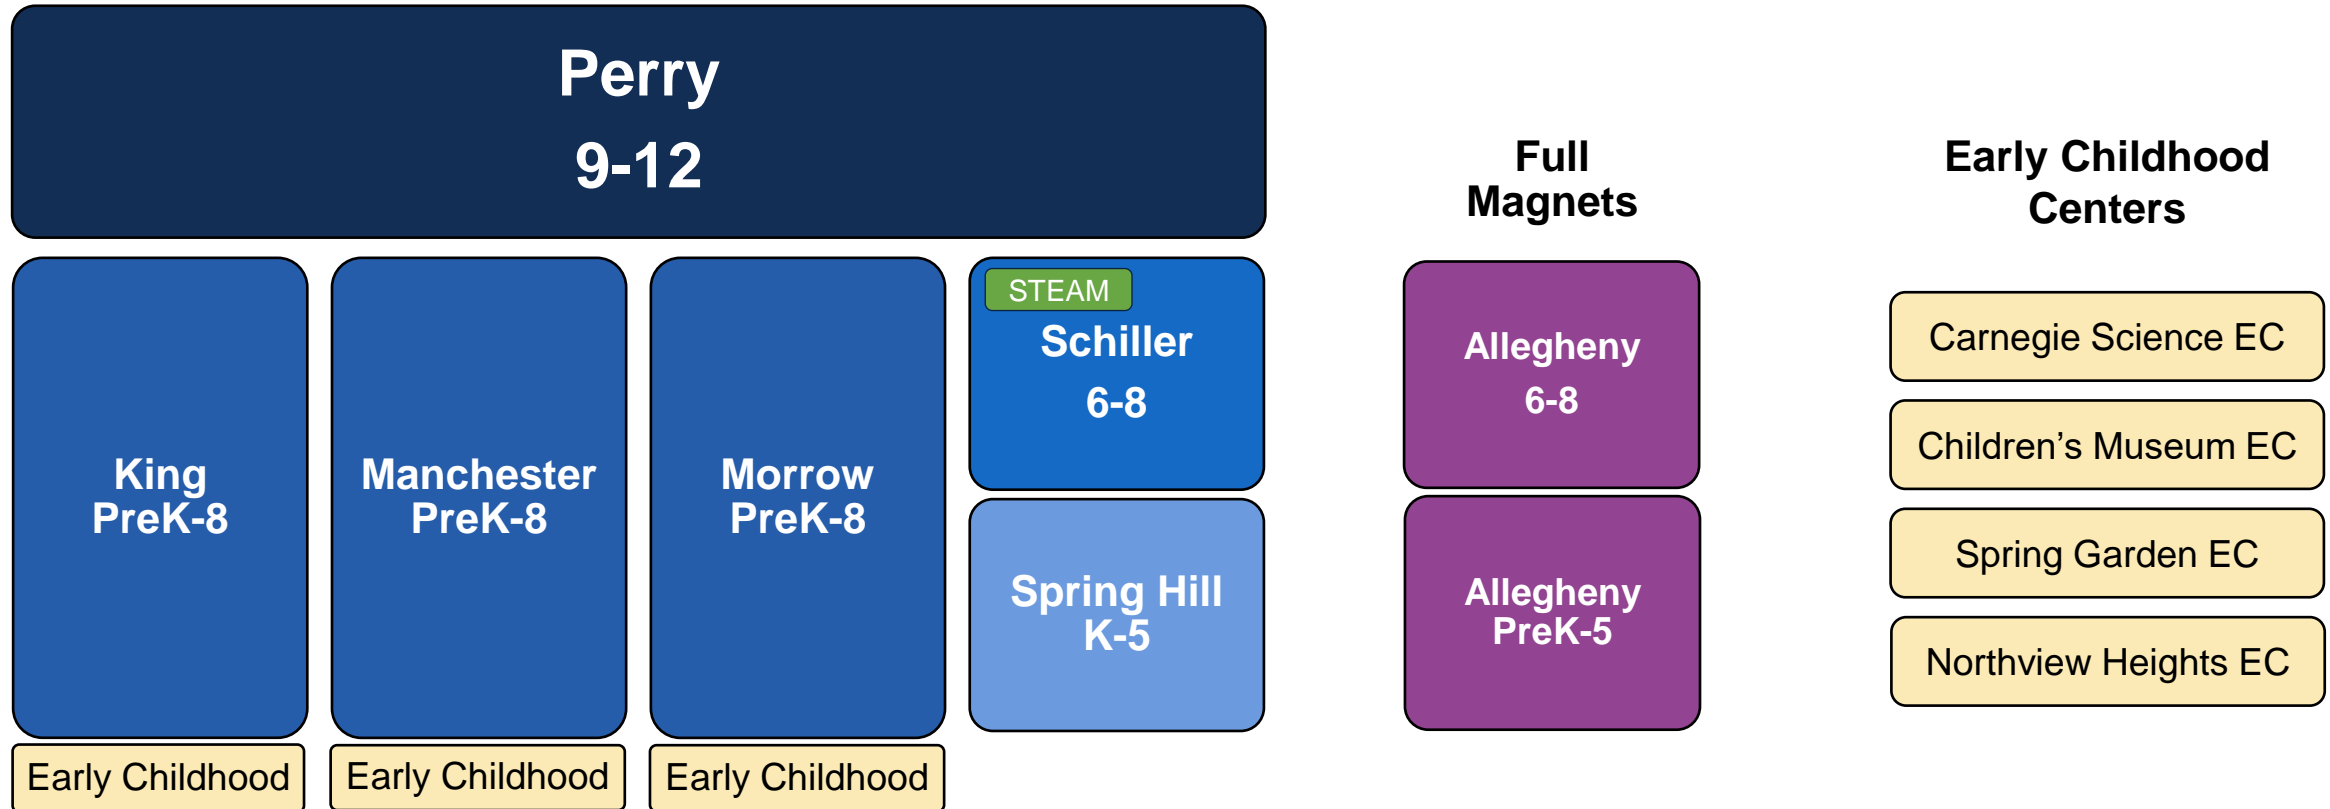 Perry
9-12
King
PreK-8
Early Childhood
Manchester
PreK-8
Early Childhood
Morrow
PreK-8
Early Childhood
STEAM
Schiller
6-8
Spring Hill
K-5
Full
Magnets
Allegheny
6-8
Allegheny
PreK-5
Early Childhood
Centers
Carnegie Science EC
Children’s Museum EC
Spring Garden EC
Northview Heights EC